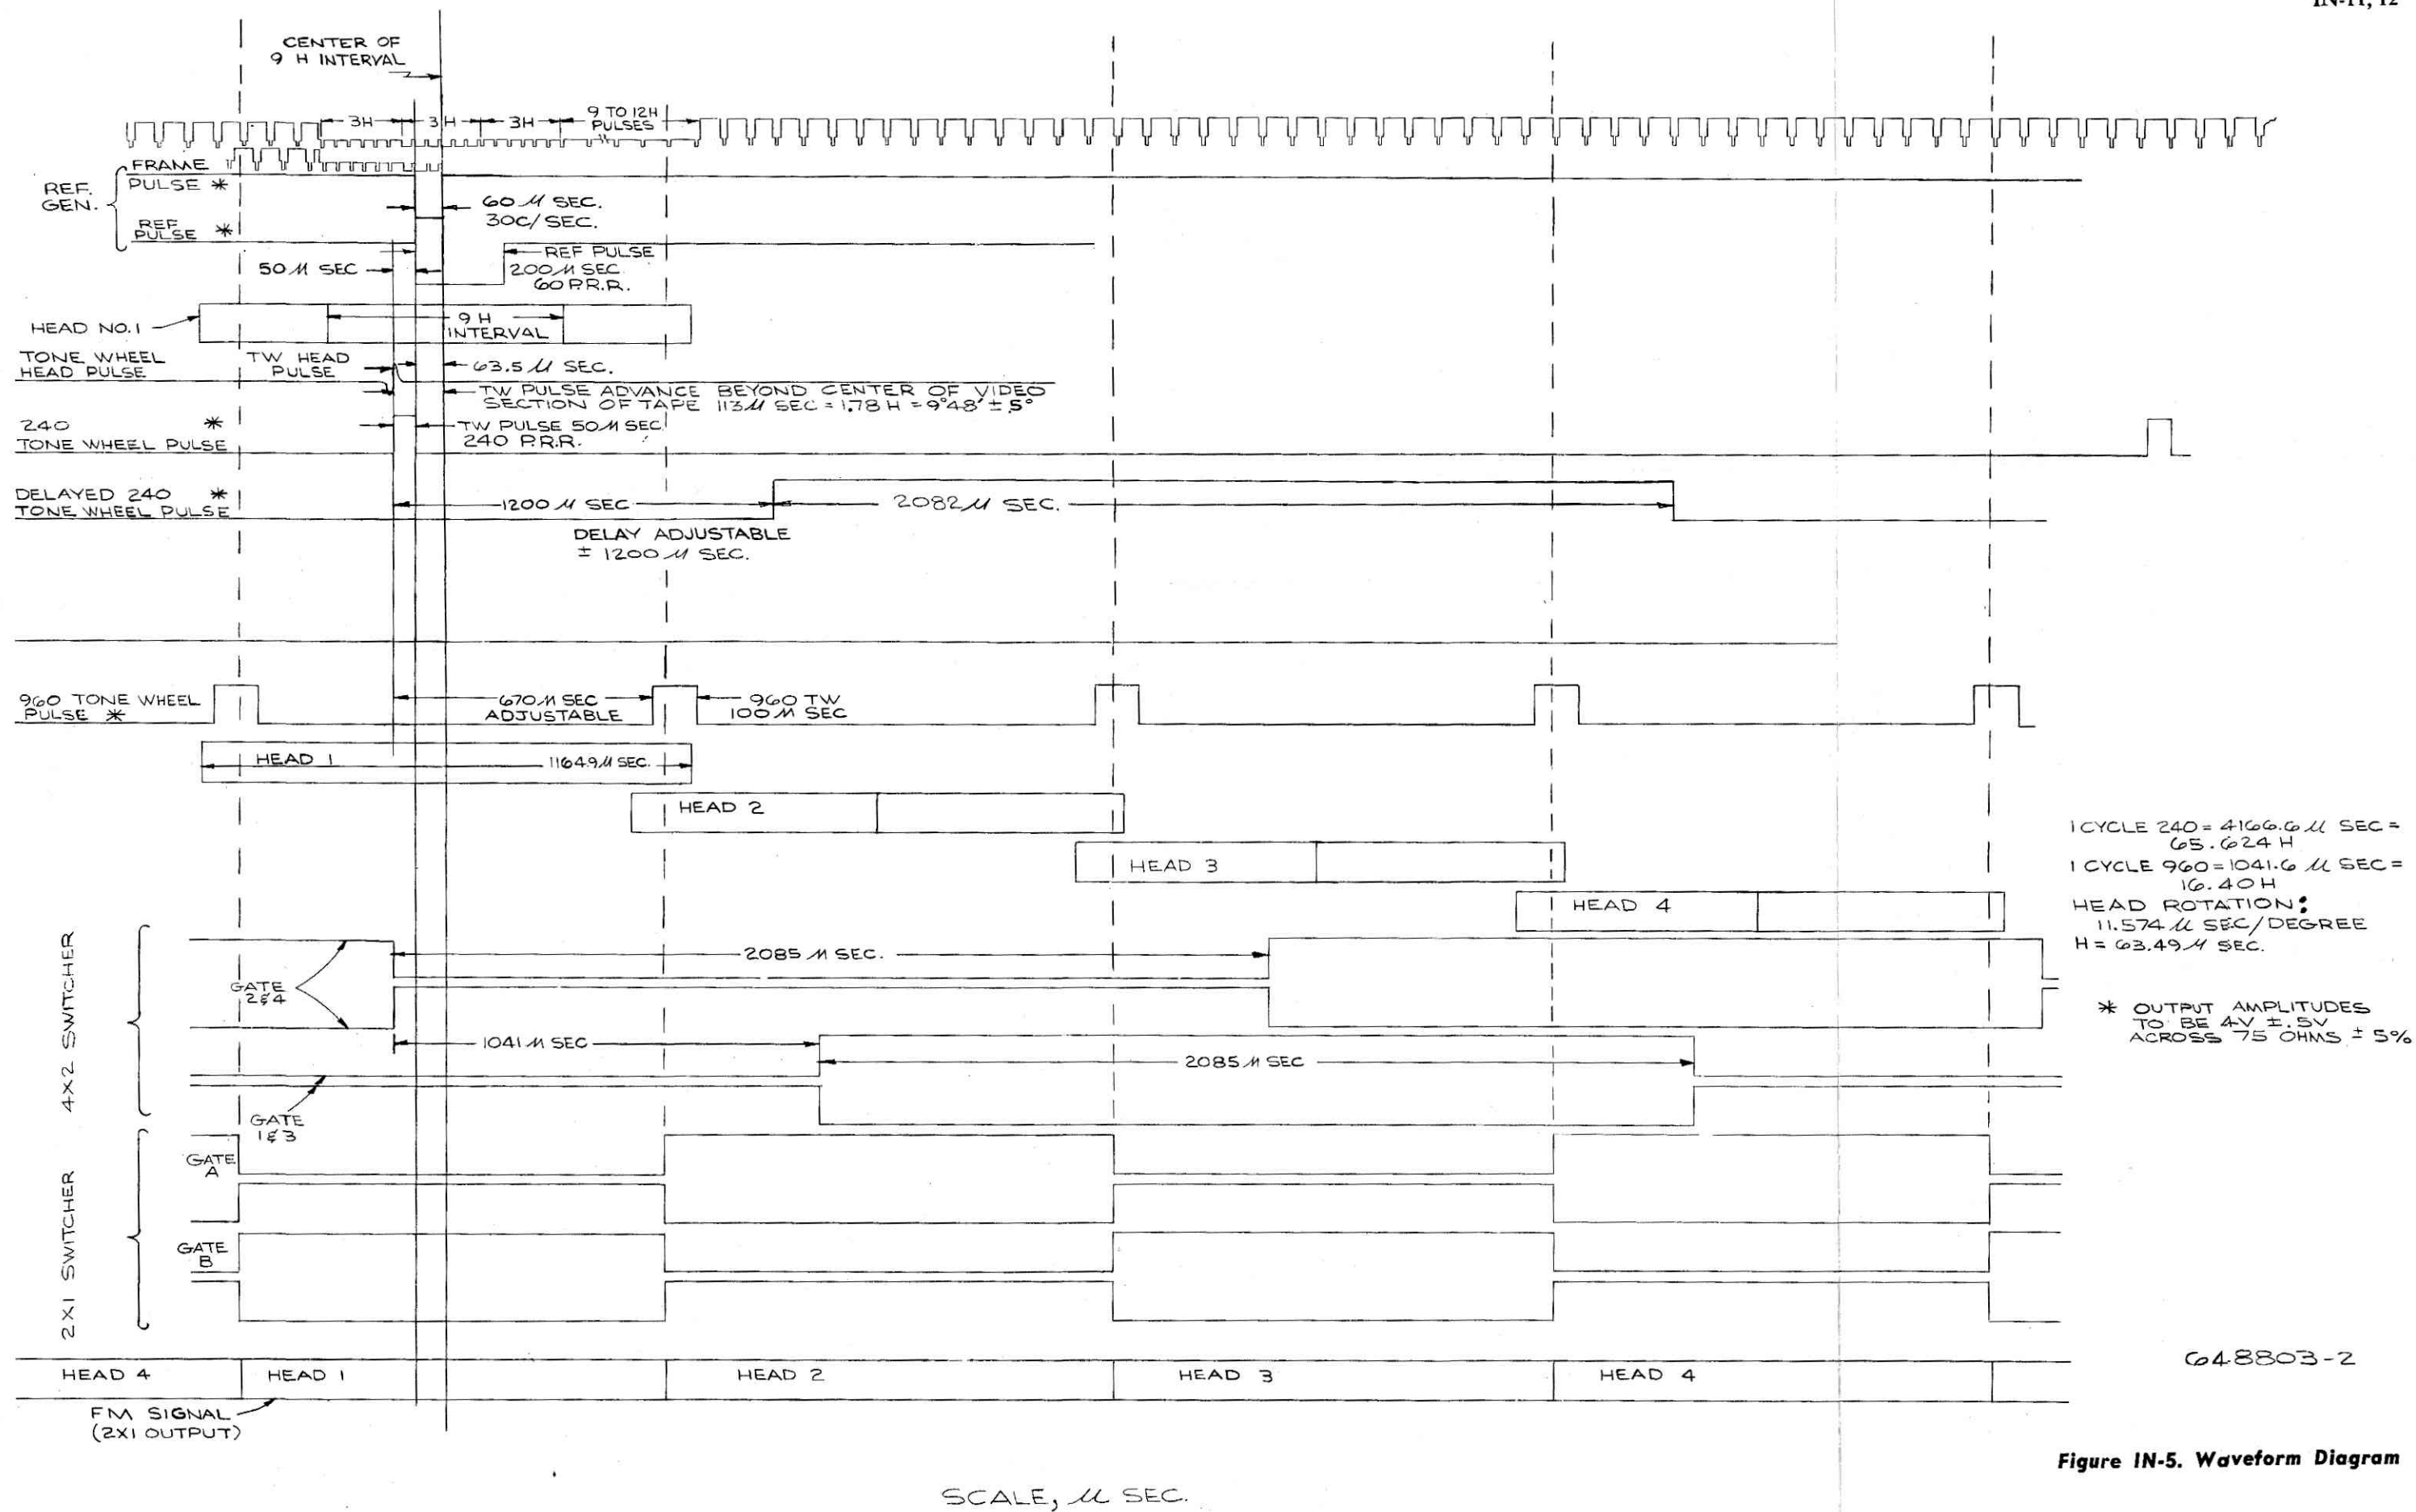 IN-11, 12
CENTER OF
9 H INTERVAL
3H
3H
3H
9 TO 12H
PULSES
REF.
GEN.
FRAME
PULSE *
REF
PULSE *
60 µ SEC.
30C/SEC.
50 µ SEC
REF PULSE
200 µ SEC.
60 P.R.R.
HEAD NO.1
9 H
INTERVAL
TONE WHEEL
HEAD PULSE
TW HEAD
PULSE
63.5 µ SEC.
TW PULSE ADVANCE BEYOND CENTER OF VIDEO
SECTION OF TAPE 113 µ SEC = 1.78 H = 9°48' ± .5°
240 *
TONE WHEEL PULSE
TW PULSE 50 µ SEC
240 P.R.R.
DELAYED 240 *
TONE WHEEL PULSE
1200 µ SEC
2082 µ SEC.
DELAY ADJUSTABLE
± 1200 µ SEC.
960 TONE WHEEL
PULSE *
670 µ SEC
ADJUSTABLE
960 TW
100 µ SEC
HEAD 1
1164.9 µ SEC.
HEAD 2
HEAD 3
HEAD 4
1 CYCLE 240 = 4166.6 µ SEC =
65.624 H
1 CYCLE 960 = 1041.6 µ SEC =
16.40 H
HEAD ROTATION:
11.574 µ SEC/DEGREE
H = 63.49 µ SEC.
* OUTPUT AMPLITUDES
TO BE 4V ± .5V
ACROSS 75 OHMS ± 5%
4X2 SWITCHER
GATE
2&4
2085 µ SEC.
1041 µ SEC
2085 µ SEC
GATE
1&3
2X1 SWITCHER
GATE
A
GATE
B
HEAD 4
HEAD 1
HEAD 2
HEAD 3
HEAD 4
FM SIGNAL
(2X1 OUTPUT)
648803-2
Figure IN-5. Waveform Diagram
SCALE, µ SEC.